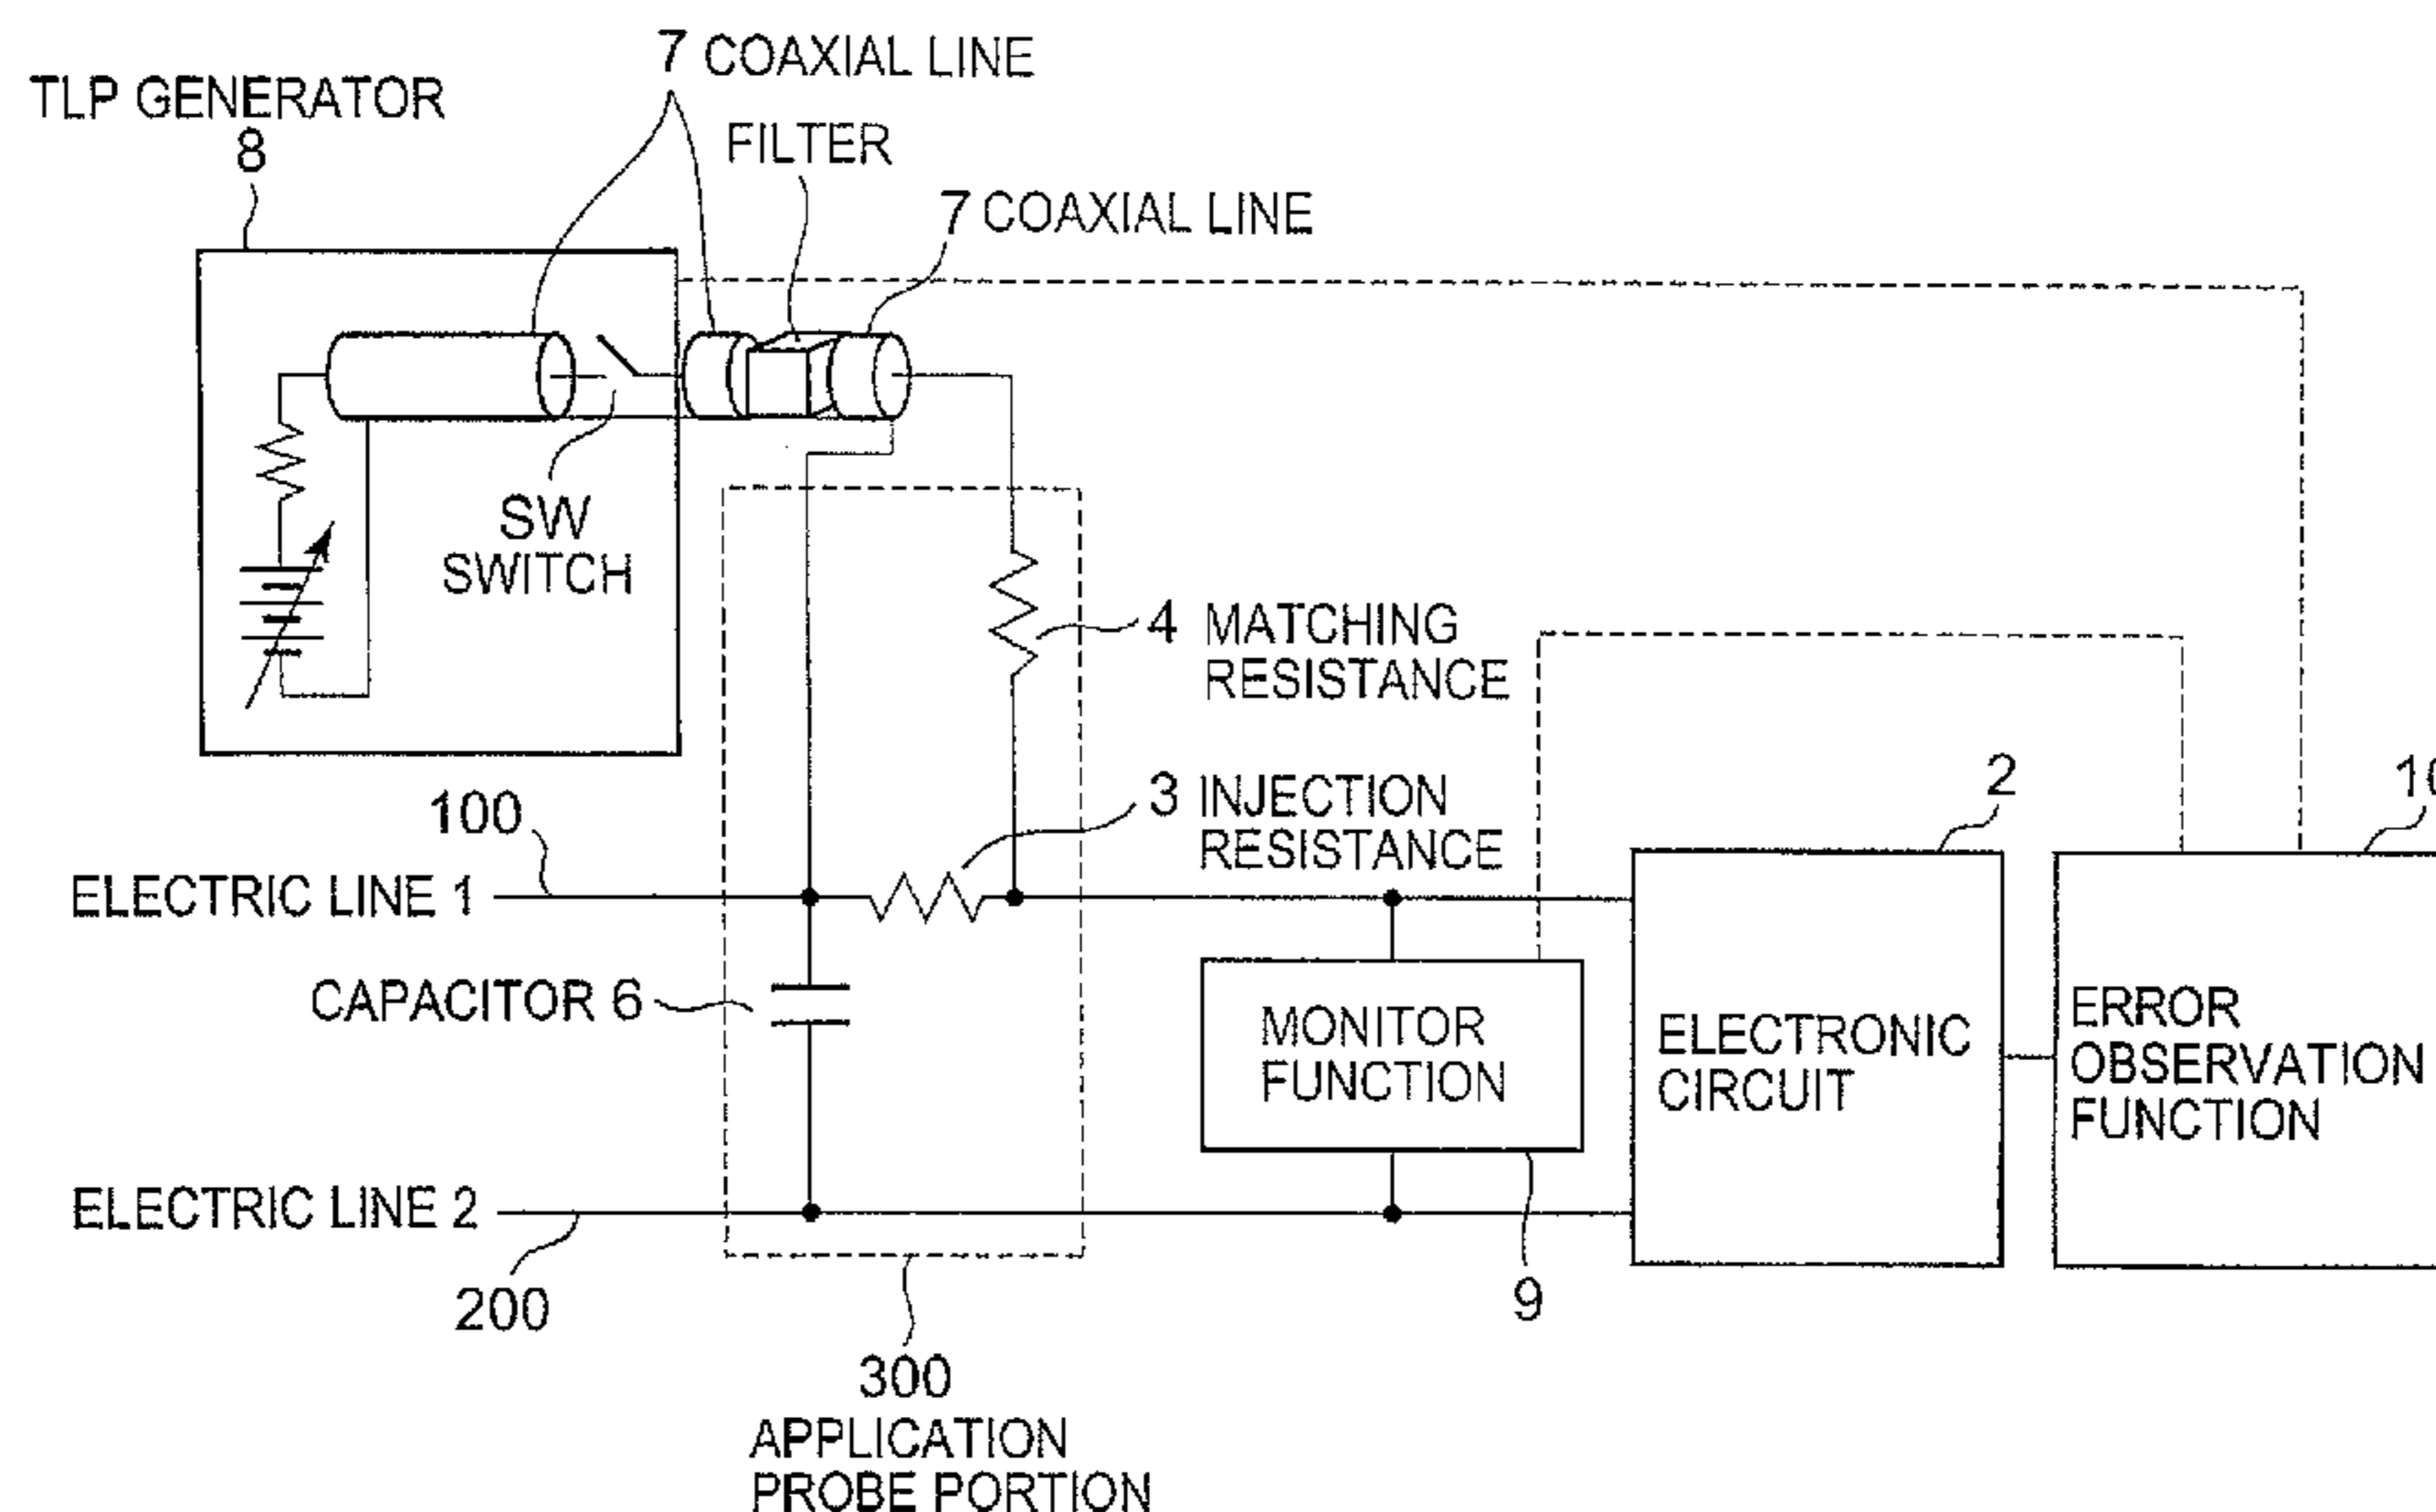 7 COAXIAL LINE
TLP GENERATOR
8
FILTER
7 COAXIAL LINE
SW
SWITCH
4 MATCHING
RESISTANCE
3 INJECTION
RESISTANCE
100
2
ELECTRIC LINE 1
CAPACITOR 6
MONITOR
FUNCTION
ELECTRONIC
CIRCUIT
ERROR
OBSERVATION
FUNCTION
ELECTRIC LINE 2
200
9
300
APPLICATION
PROBE PORTION